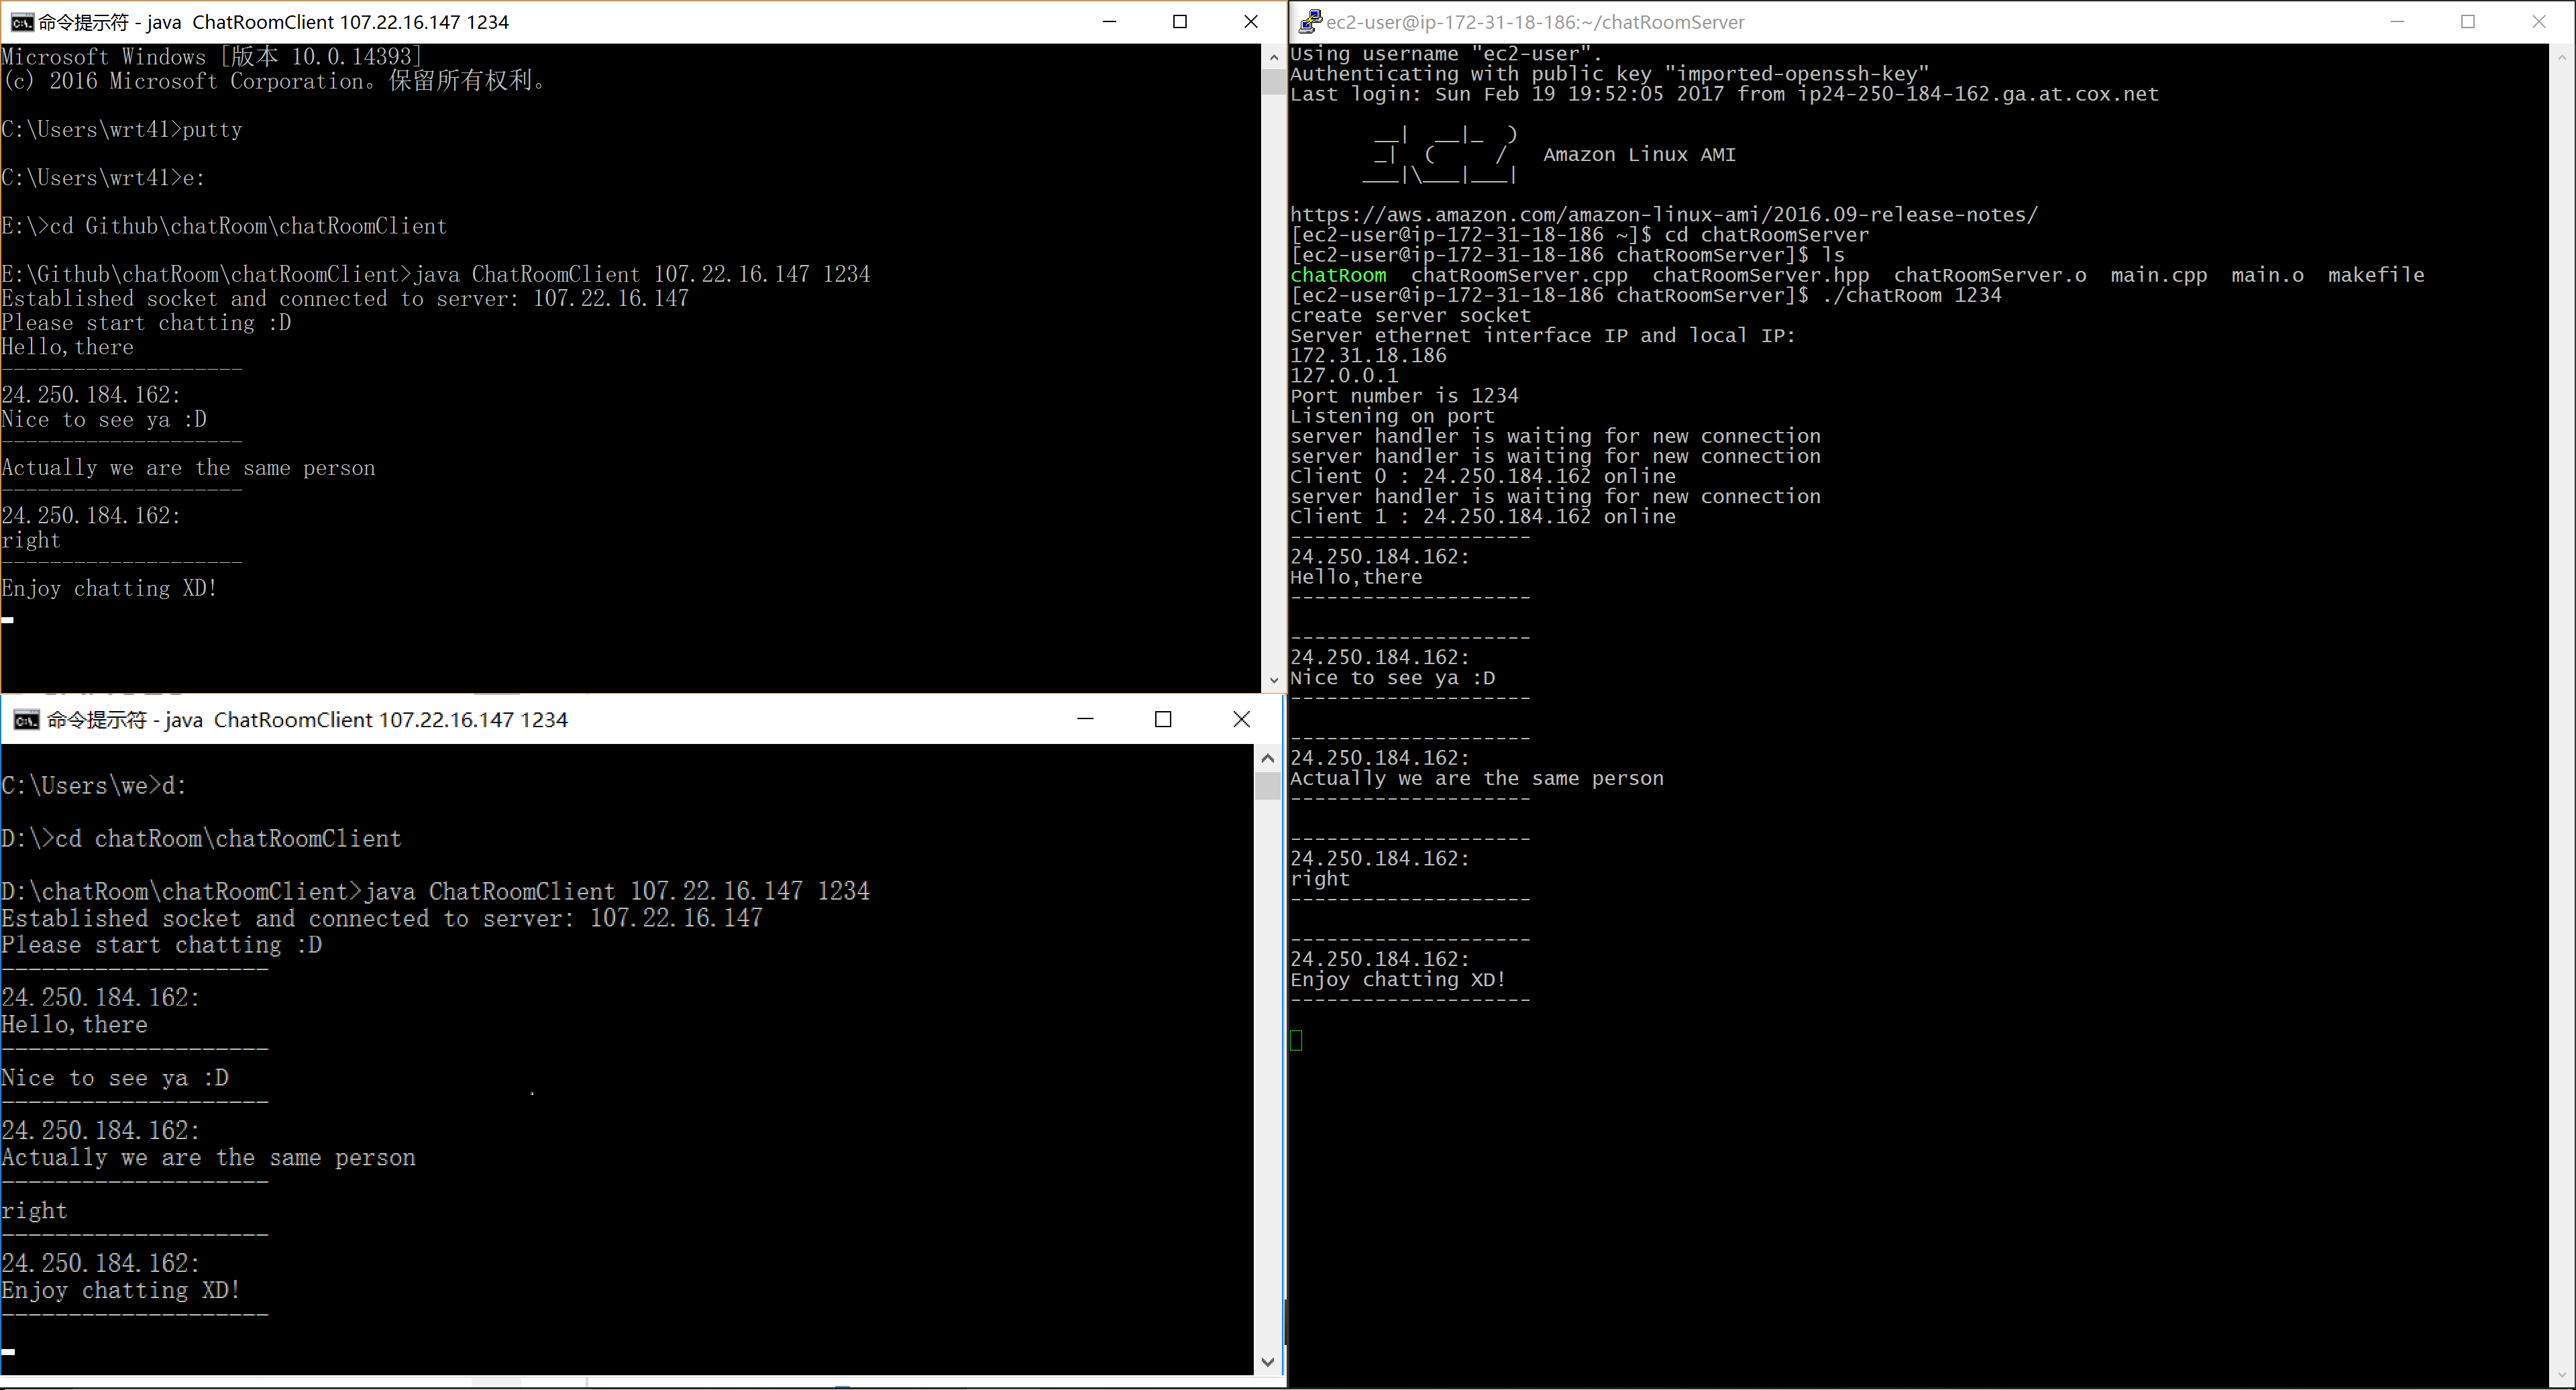 命令提示符 - java  ChatRoomClient 107.22.16.147 1234
Microsoft Windows [版本 10.0.14393]
(c) 2016 Microsoft Corporation。保留所有权利。
C:\Users\wrt41>putty
C:\Users\wrt41>e:
E:\>cd Github\chatRoom\chatRoomClient
E:\Github\chatRoom\chatRoomClient>java ChatRoomClient 107.22.16.147 1234
Established socket and connected to server: 107.22.16.147
Please start chatting :D
Hello,there
--------------------
24.250.184.162:
Nice to see ya :D
--------------------
Actually we are the same person
--------------------
24.250.184.162:
right
--------------------
Enjoy chatting XD!
命令提示符 - java  ChatRoomClient 107.22.16.147 1234
C:\Users\we>d:
D:\>cd chatRoom\chatRoomClient
D:\chatRoom\chatRoomClient>java ChatRoomClient 107.22.16.147 1234
Established socket and connected to server: 107.22.16.147
Please start chatting :D
--------------------
24.250.184.162:
Hello,there
--------------------
Nice to see ya :D
--------------------
24.250.184.162:
Actually we are the same person
--------------------
right
--------------------
24.250.184.162:
Enjoy chatting XD!
--------------------
ec2-user@ip-172-31-18-186:~/chatRoomServer
Using username "ec2-user".
Authenticating with public key "imported-openssh-key"
Last login: Sun Feb 19 19:52:05 2017 from ip24-250-184-162.ga.at.cox.net
       __|  __|_  )
       _|  (     /   Amazon Linux AMI
      ___|\___|___|
https://aws.amazon.com/amazon-linux-ami/2016.09-release-notes/
[ec2-user@ip-172-31-18-186 ~]$ cd chatRoomServer
[ec2-user@ip-172-31-18-186 chatRoomServer]$ ls
chatRoom  chatRoomServer.cpp  chatRoomServer.hpp  chatRoomServer.o  main.cpp  main.o  makefile
[ec2-user@ip-172-31-18-186 chatRoomServer]$ ./chatRoom 1234
create server socket
Server ethernet interface IP and local IP:
172.31.18.186
127.0.0.1
Port number is 1234
Listening on port
server handler is waiting for new connection
server handler is waiting for new connection
Client 0 : 24.250.184.162 online
server handler is waiting for new connection
Client 1 : 24.250.184.162 online
--------------------
24.250.184.162:
Hello,there
--------------------
--------------------
24.250.184.162:
Nice to see ya :D
--------------------
--------------------
24.250.184.162:
Actually we are the same person
--------------------
--------------------
24.250.184.162:
right
--------------------
--------------------
24.250.184.162:
Enjoy chatting XD!
--------------------